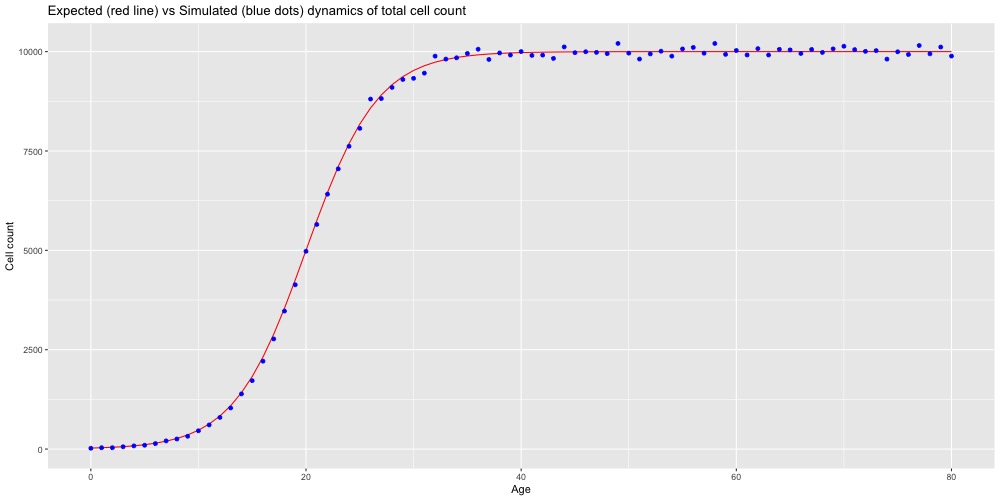 Expected (red line) vs Simulated (blue dots) dynamics of total cell count
10000
7500
5000
2500
0
Cell count
0 20 40 60 80
Age